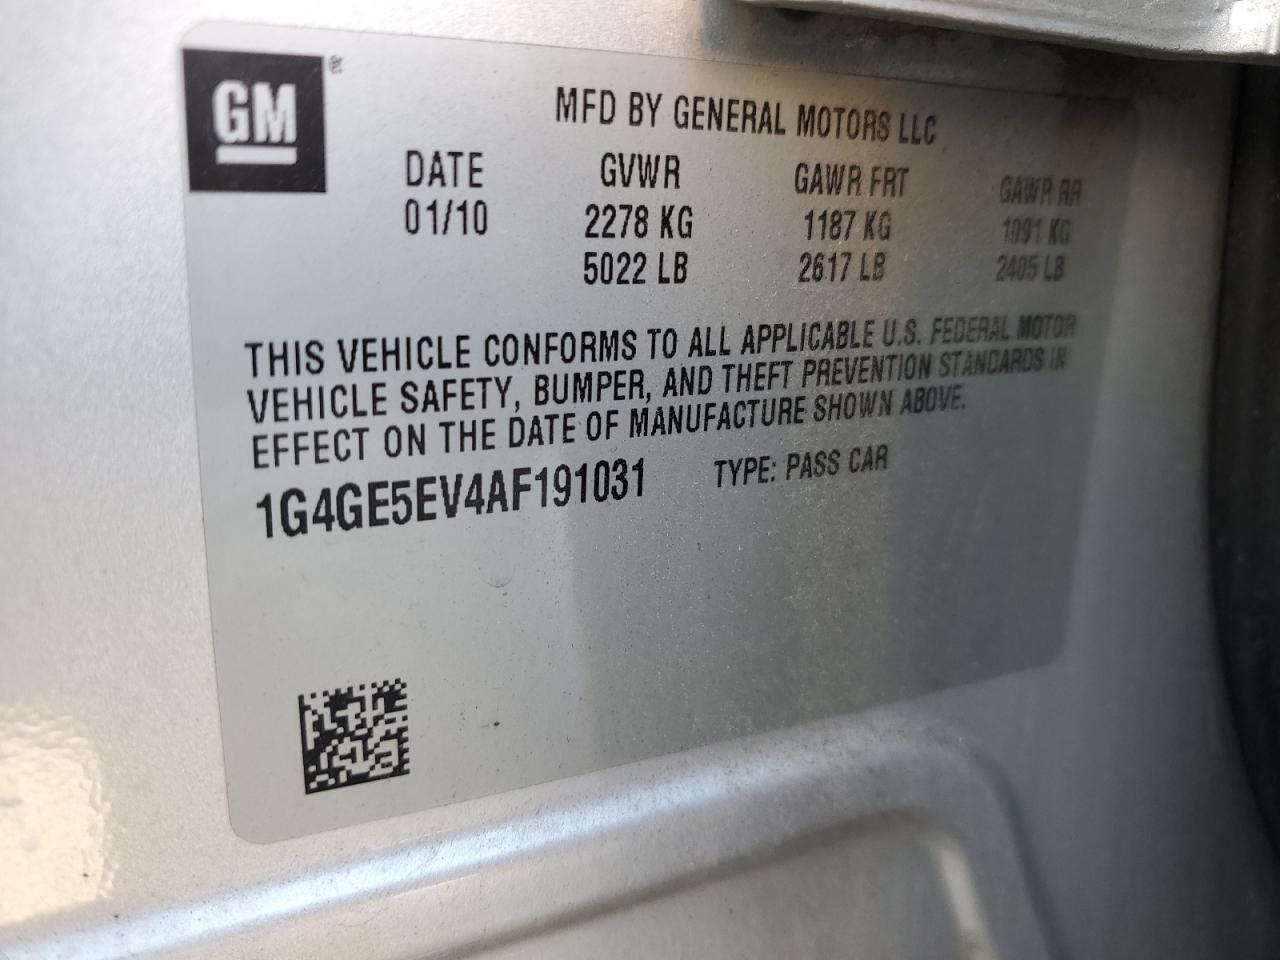 GM®
MFD BY GENERAL MOTORS LLC
DATE GVWR GAWR FRT GAWR RR
01/10 2278 KG 1187 KG 1091 KG
5022 LB 2617 LB 2405 LB
THIS VEHICLE CONFORMS TO ALL APPLICABLE U.S. FEDERAL MOTOR
VEHICLE SAFETY, BUMPER, AND THEFT PREVENTION STANDARDS IN
EFFECT ON THE DATE OF MANUFACTURE SHOWN ABOVE.
1G4GE5EV4AF191031 TYPE: PASS CAR